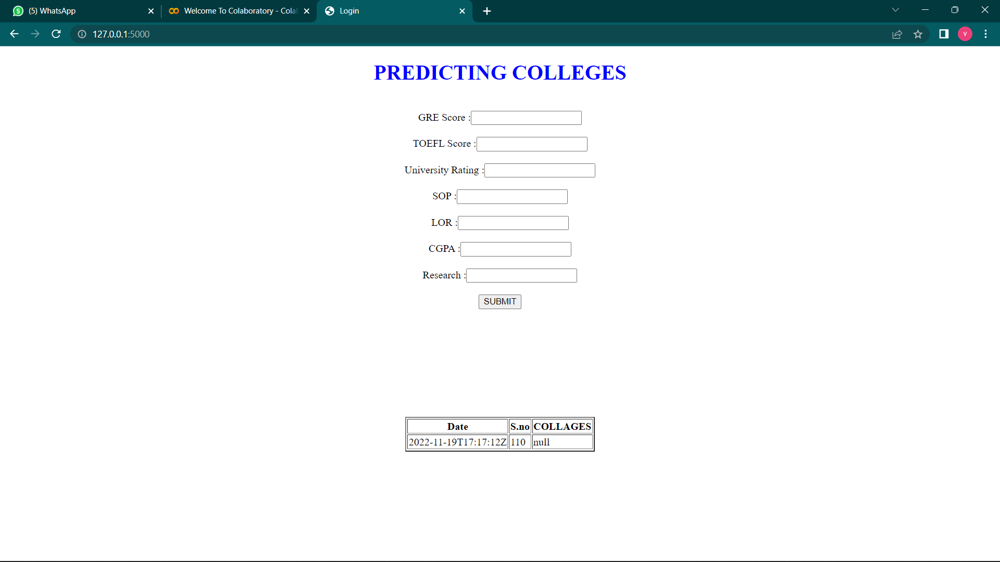 (5) WhatsApp
Welcome To Colaboratory - Cola
Login
127.0.0.1:5000
V
PREDICTING COLLEGES
GRE Score :
TOEFL Score :
University Rating :
SOP :
LOR :
CGPA :
Research :
SUBMIT
Date S.no COLLAGES
2022-11-19T17:17:12Z 110 null